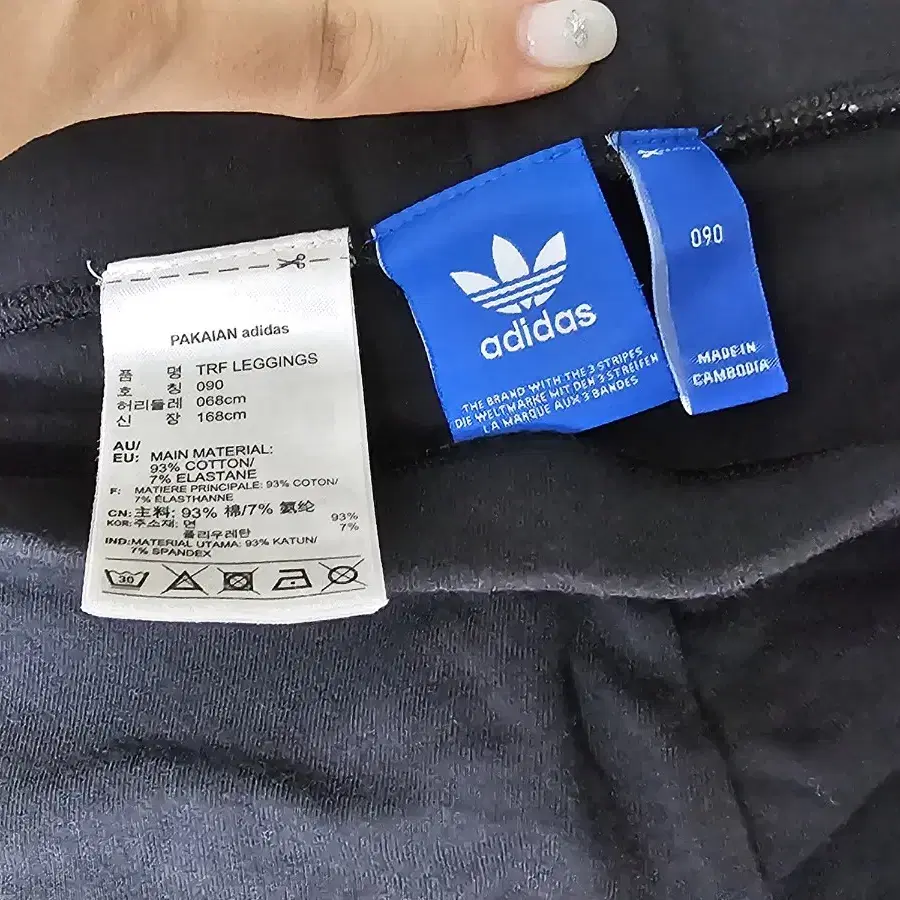 PAKAIAN adidas
품 명 TRF LEGGINGS
호 칭 090
허리둘레 068cm
신 장 168cm
AU/
EU: MAIN MATERIAL:
93% COTTON/
7% ELASTANE
F: MATIERE PRINCIPALE: 93% COTON/
7% ELASTHANNE
CN: 主料: 93% 棉/7% 氨纶
KOR: 주소재: 면 93%
폴리우레탄 7%
IND: MATERIAL UTAMA: 93% KATUN/
7% SPANDEX
30
adidas
THE BRAND WITH THE 3 STRIPES
DIE WELTMARKE MIT DEN 3 STREIFEN
LA MARQUE AUX 3 BANDES
090
MADE IN
CAMBODIA